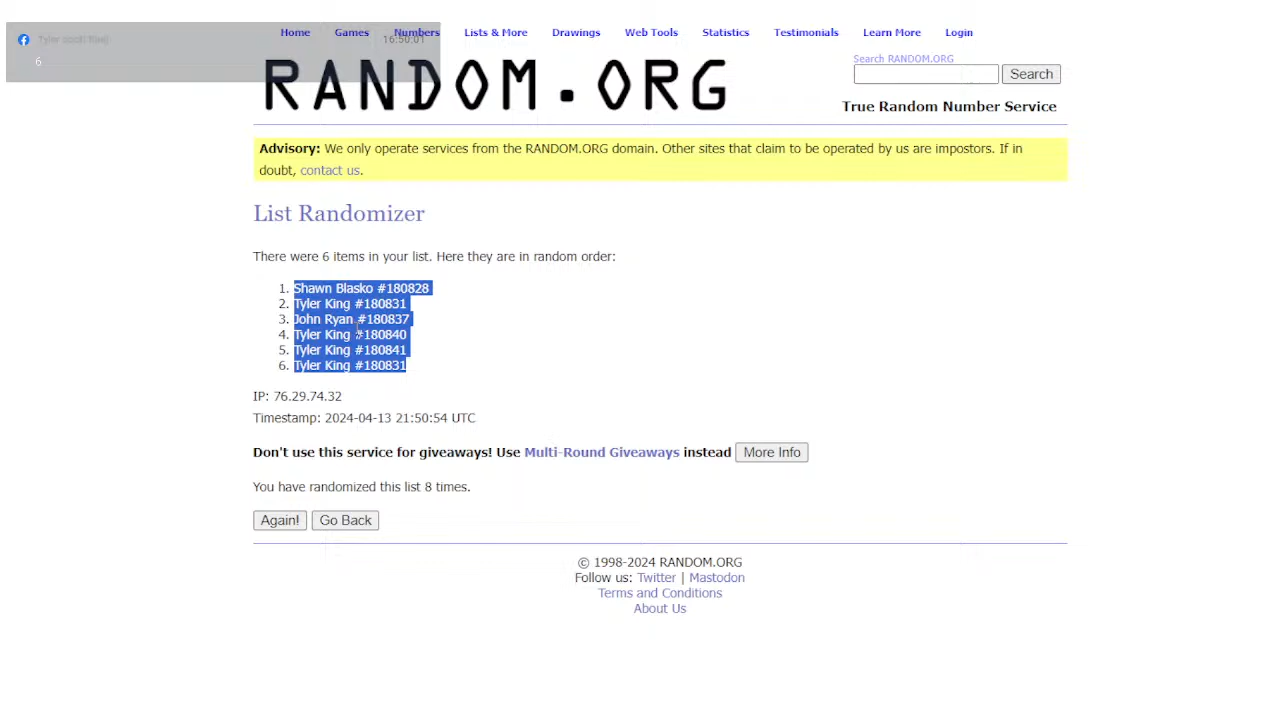 16:50:01
6
Home Games Numbers Lists & More Drawings Web Tools Statistics Testimonials Learn More Login
RANDOM.ORG
Search RANDOM.ORG
Search
True Random Number Service
Advisory: We only operate services from the RANDOM.ORG domain. Other sites that claim to be operated by us are impostors. If in
doubt, contact us.
List Randomizer
There were 6 items in your list. Here they are in random order:
1. Shawn Blasko #180828
2. Tyler King #180831
3. John Ryan #180837
4. Tyler King #180840
5. Tyler King #180841
6. Tyler King #180831
IP: 76.29.74.32
Timestamp: 2024-04-13 21:50:54 UTC
Don't use this service for giveaways! Use Multi-Round Giveaways instead More Info
You have randomized this list 8 times.
Again! Go Back
© 1998-2024 RANDOM.ORG
Follow us: Twitter | Mastodon
Terms and Conditions
About Us